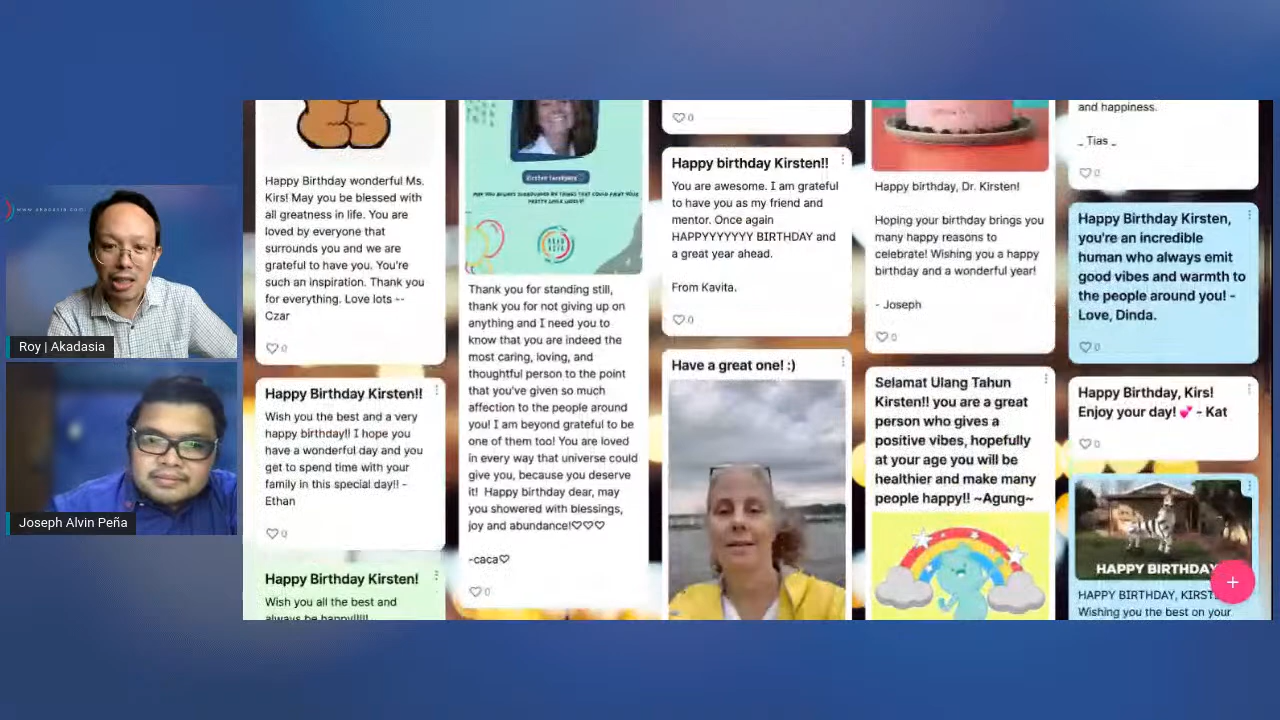 www.akadasia.com
Roy | Akadasia
Joseph Alvin Peña
Happy Birthday wonderful Ms.
Kirs! May you be blessed with
all greatness in life. You are
loved by everyone that
surrounds you and we are
grateful to have you. You're
such an inspiration. Thank you
for everything. Love lots --
Czar
0
Happy Birthday Kirsten!!
Wish you the best and a very
happy birthday!! I hope you
have a wonderful day and you
get to spend time with your
family in this special day!! -
Ethan
0
Happy Birthday Kirsten!
Wish you all the best and
always be happy!!!!!
Thank you for standing still,
thank you for not giving up on
anything and I need you to
know that you are indeed the
most caring, loving, and
thoughtful person to the point
that you've given so much
affection to the people around
you! I am beyond grateful to be
one of them too! You are loved
in every way that universe could
give you, because you deserve
it! Happy birthday dear, may
you showered with blessings,
joy and abundance!♡♡♡
-caca♡
0
0
Happy birthday Kirsten!!
You are awesome. I am grateful
to have you as my friend and
mentor. Once again
HAPPYYYYYYY BIRTHDAY and
a great year ahead.
From Kavita.
0
Have a great one! :)
Happy birthday, Dr. Kirsten!
Hoping your birthday brings you
many happy reasons to
celebrate! Wishing you a happy
birthday and a wonderful year!
- Joseph
0
Selamat Ulang Tahun
Kirsten!! you are a great
person who gives a
positive vibes, hopefully
at your age you will be
healthier and make many
people happy!! ~Agung~
and happiness.
_ Tias _
0
Happy Birthday Kirsten,
you're an incredible
human who always emit
good vibes and warmth to
the people around you! -
Love, Dinda.
0
Happy Birthday, Kirs!
Enjoy your day! 💞 - Kat
0
HAPPY BIRTHDAY
HAPPY BIRTHDAY, KIRST
Wishing you the best on your